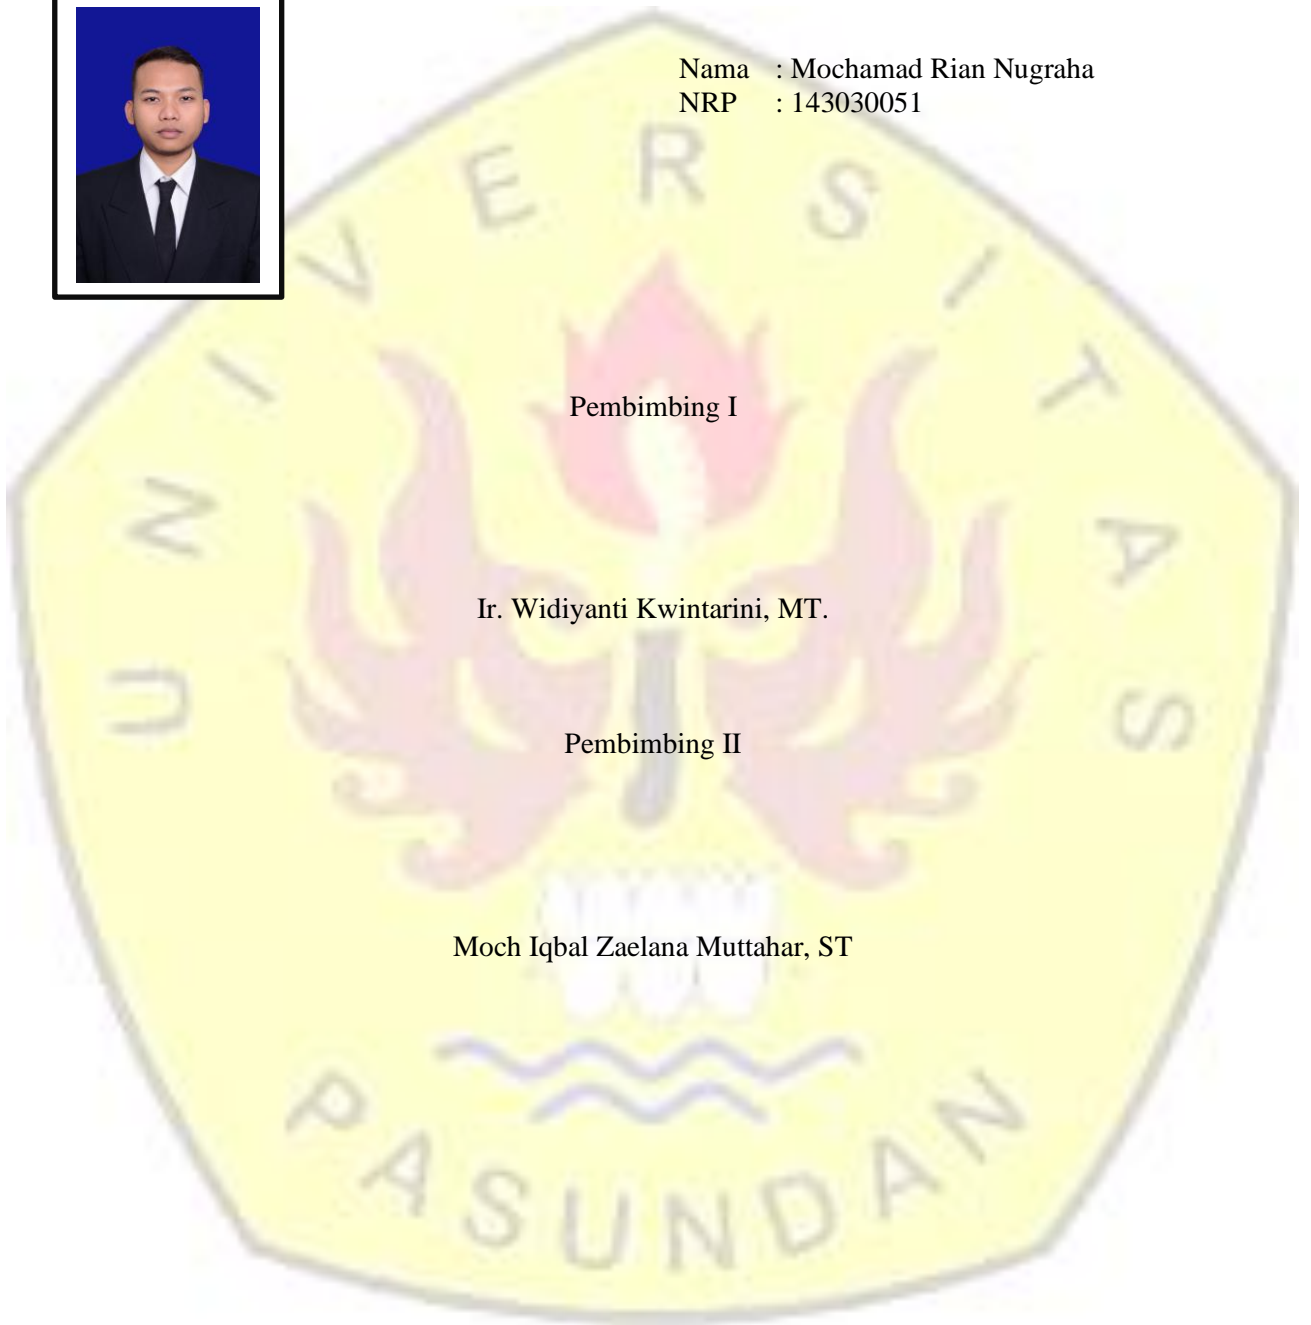 Nama : Mochamad Rian Nugraha
NRP : 143030051
UNIVERSITAS
Pembimbing I
Ir. Widiyanti Kwintarini, MT.
Pembimbing II
Moch Iqbal Zaelana Muttahar, ST
PASUNDAN